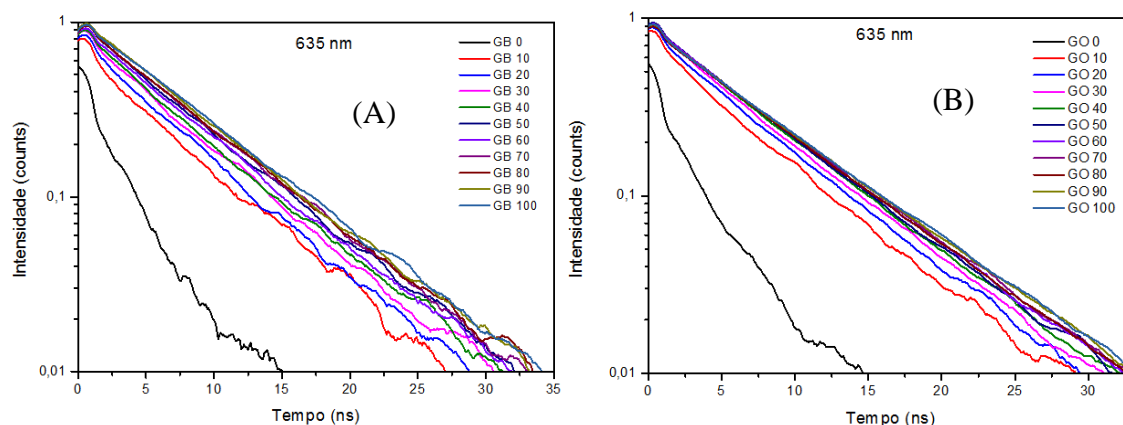 635 nm
(A)
GB 0
GB 10
GB 20
GB 30
GB 40
GB 50
GB 60
GB 70
GB 80
GB 90
GB 100
1
0,1
0,01
0 5 10 15 20 25 30 35
Intensidade (counts)
Tempo (ns)
635 nm
(B)
GO 0
GO 10
GO 20
GO 30
GO 40
GO 50
GO 60
GO 70
GO 80
GO 90
GO 100
1
0,1
0,01
0 5 10 15 20 25 30
Intensidade (counts)
Tempo (ns)